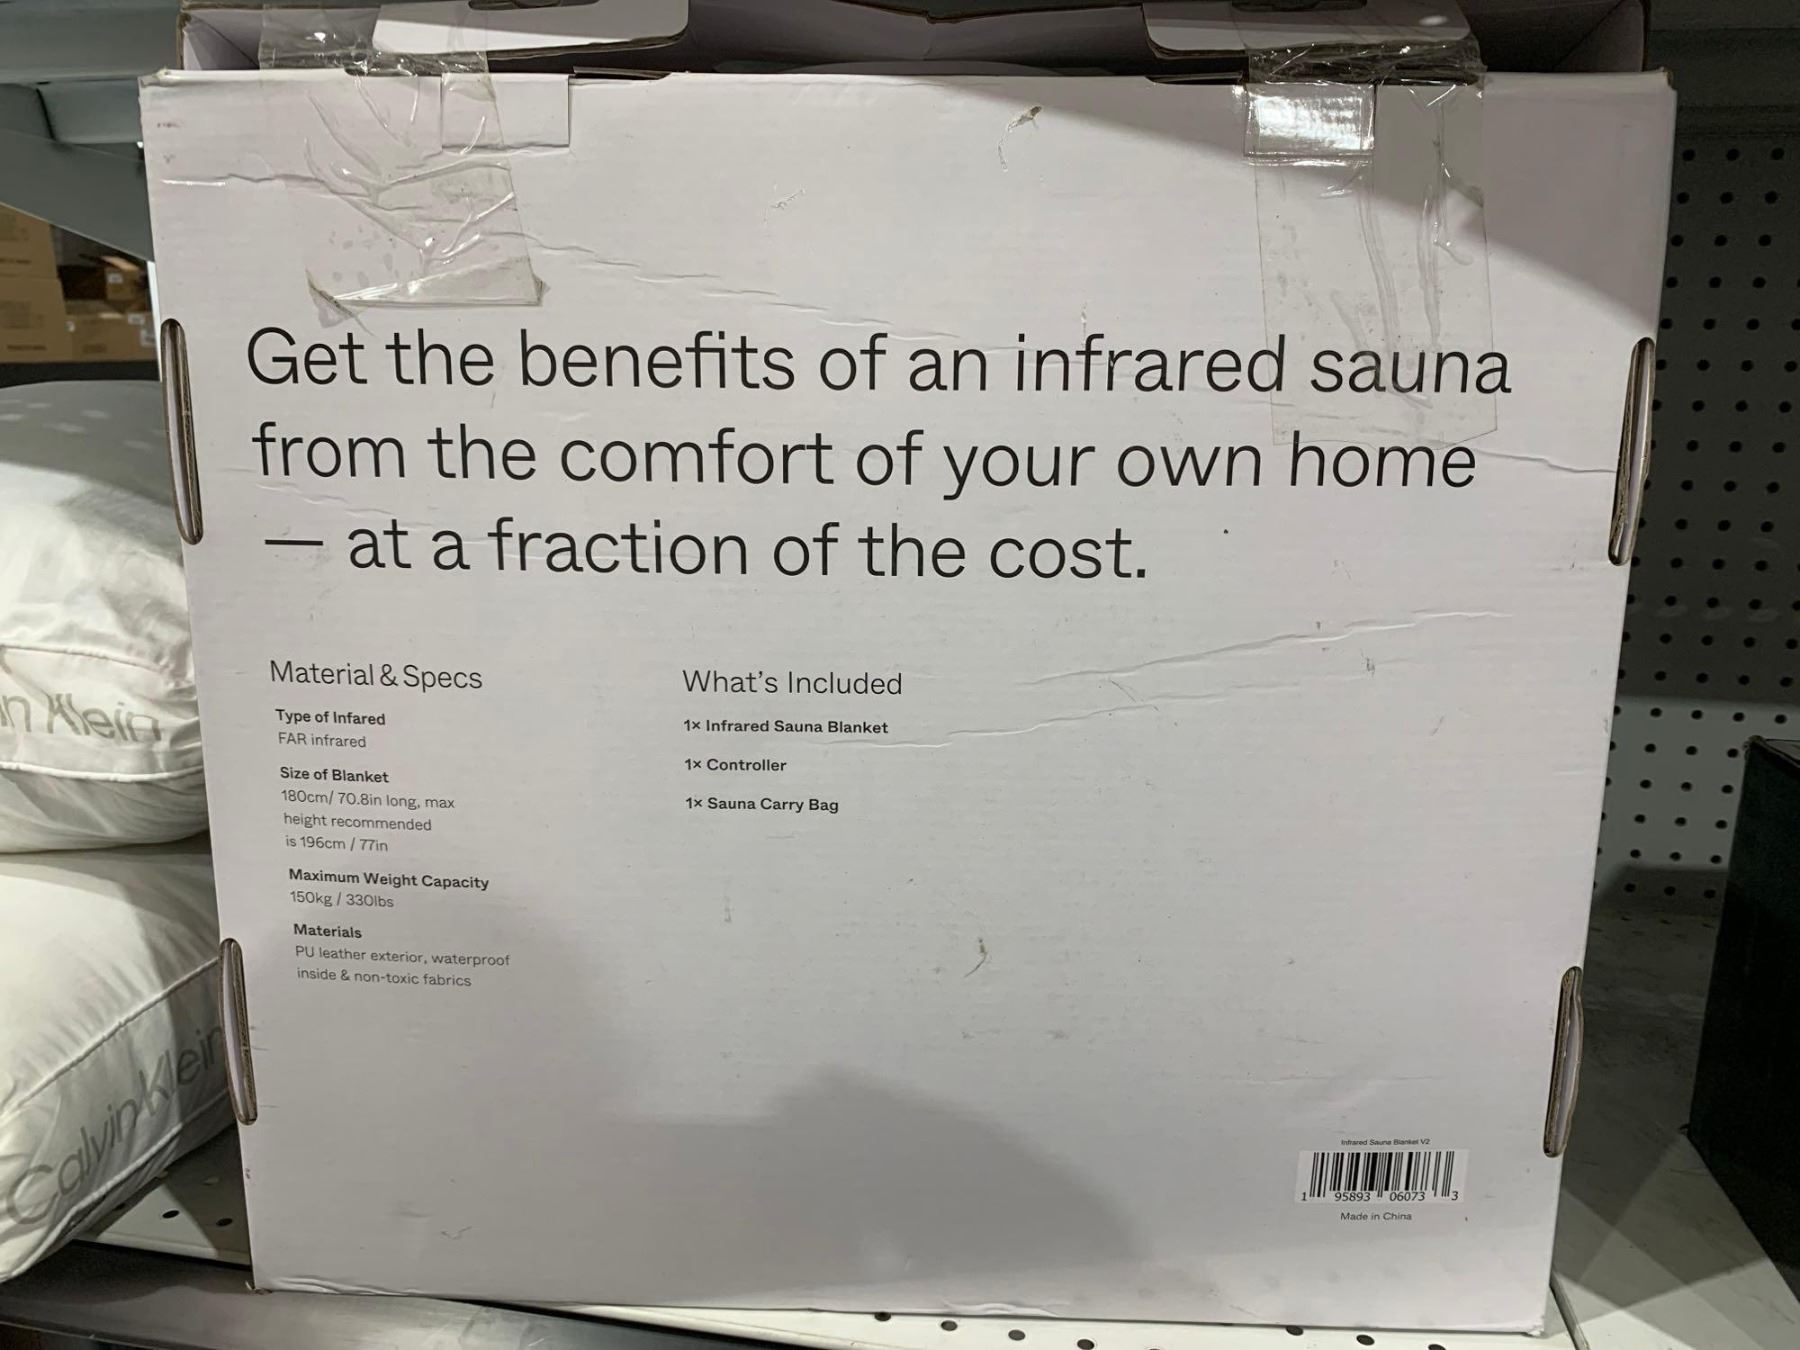 Get the benefits of an infrared sauna
from the comfort of your own home
— at a fraction of the cost.
Material & Specs
Type of Infared
FAR infrared
Size of Blanket
180cm/ 70.8in long, max
height recommended
is 196cm / 77in
Maximum Weight Capacity
150kg / 330lbs
Materials
PU leather exterior, waterproof
inside & non-toxic fabrics
What's Included
1× Infrared Sauna Blanket
1× Controller
1× Sauna Carry Bag
Infrared Sauna Blanket V2
1 95893 06073 3
Made in China
Klein
Calvin Klein